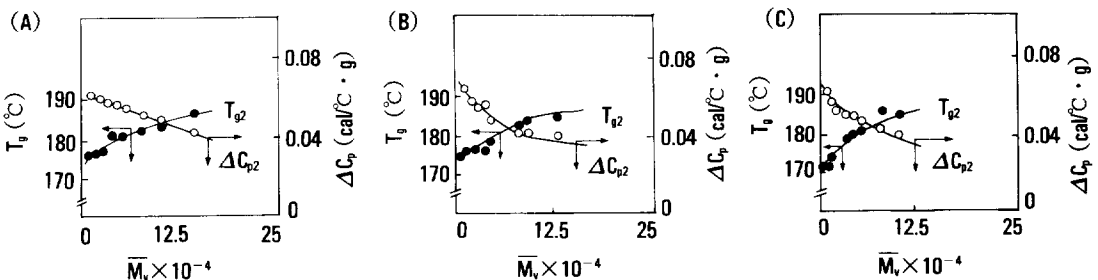 (A)
T_g (℃)
190
180
170
0
12.5
25
M̅_v × 10⁻⁴
0.08
0.04
0
ΔC_p (cal/℃・g)
T_g2
ΔC_p2
(B)
T_g (℃)
190
180
170
0
12.5
25
M̅_v × 10⁻⁴
0.08
0.04
0
ΔC_p (cal/℃・g)
T_g2
ΔC_p2
(C)
T_g (℃)
190
180
170
0
12.5
25
M̅_v × 10⁻⁴
0.08
0.04
0
ΔC_p (cal/℃・g)
T_g2
ΔC_p2